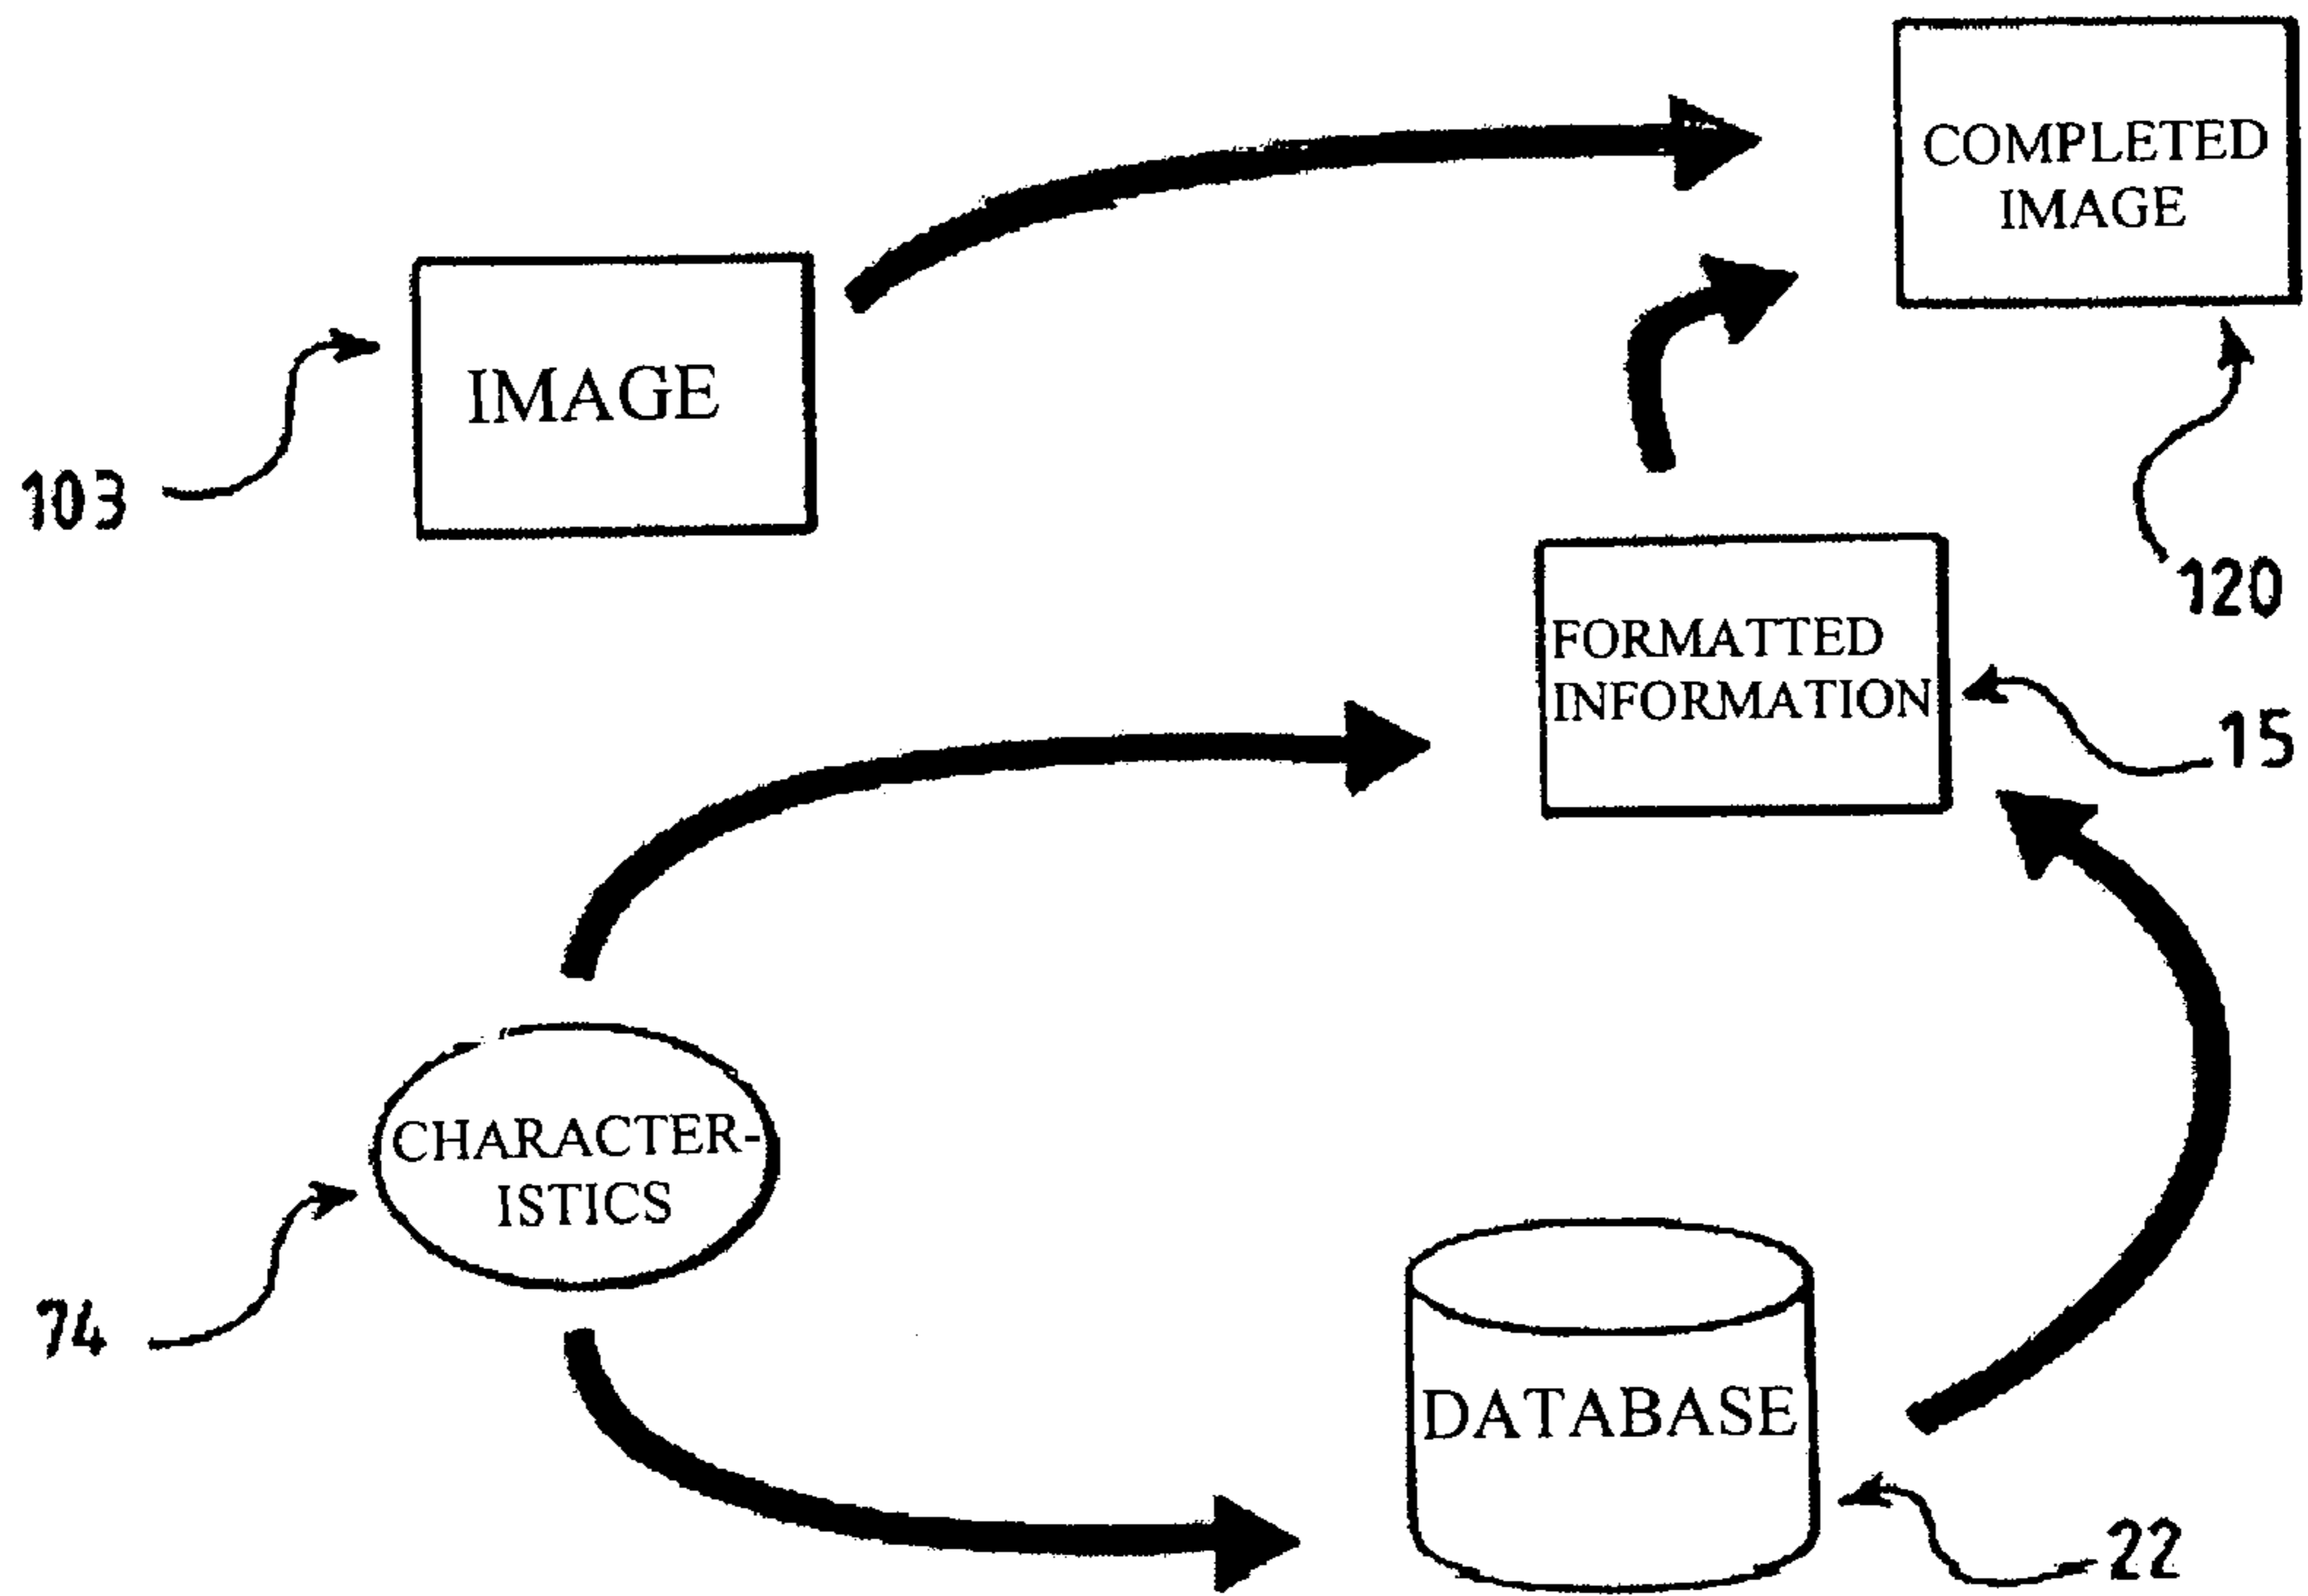 COMPLETED
IMAGE
IMAGE
103
120
FORMATTED
INFORMATION
15
CHARACTER-
ISTICS
74
DATABASE
22